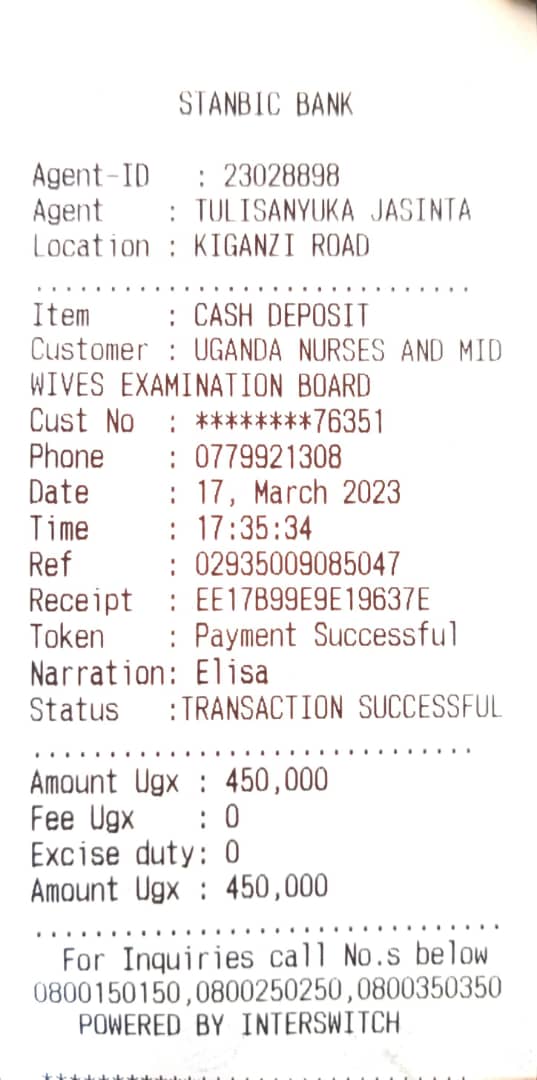 STANBIC BANK
Agent-ID : 23028898
Agent : TULISANYUKA JASINTA
Location : KIGANZI ROAD
................................
Item : CASH DEPOSIT
Customer : UGANDA NURSES AND MID
WIVES EXAMINATION BOARD
Cust No : ********76351
Phone : 0779921308
Date : 17, March 2023
Time : 17:35:34
Ref : 02935009085047
Receipt : EE17B99E9E19637E
Token : Payment Successful
Narration: Elisa
Status :TRANSACTION SUCCESSFUL
................................
Amount Ugx : 450,000
Fee Ugx : 0
Excise duty: 0
Amount Ugx : 450,000
................................
For Inquiries call No.s below
0800150150,0800250250,0800350350
POWERED BY INTERSWITCH